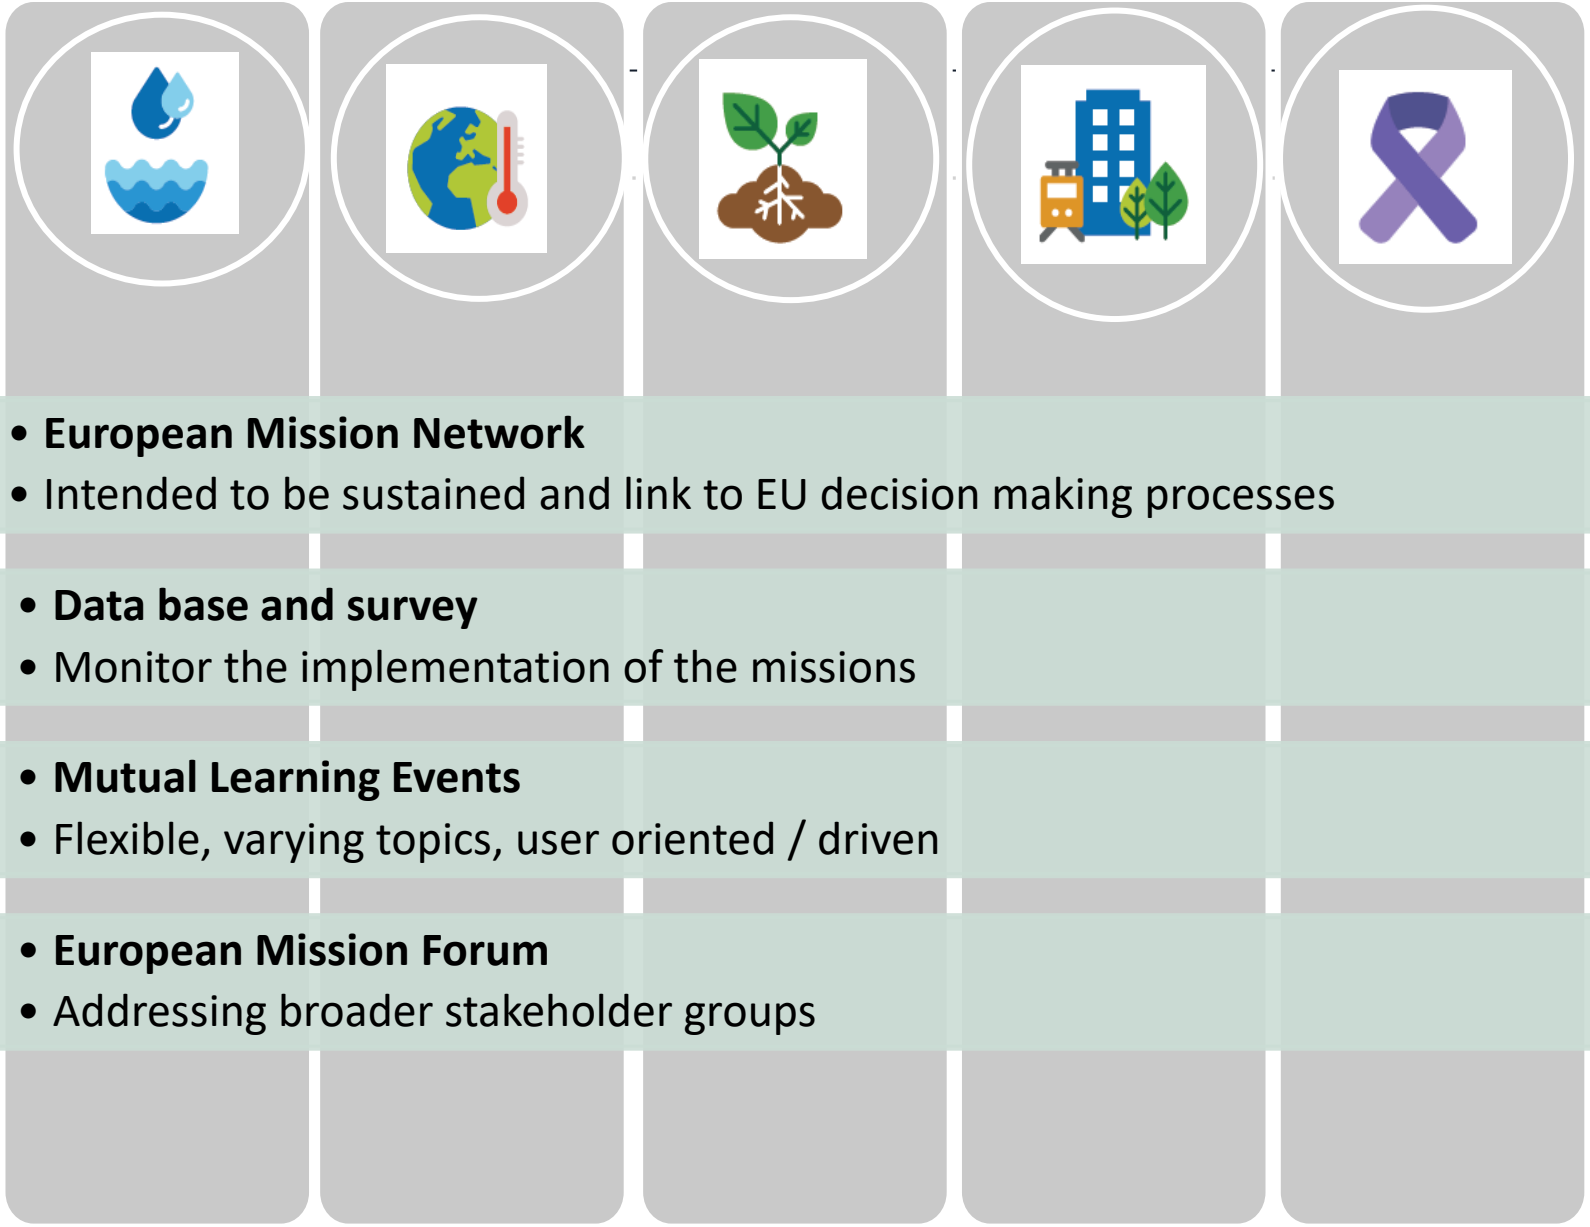 • European Mission Network
• Intended to be sustained and link to EU decision making processes
• Data base and survey
• Monitor the implementation of the missions
• Mutual Learning Events
• Flexible, varying topics, user oriented / driven
• European Mission Forum
• Addressing broader stakeholder groups